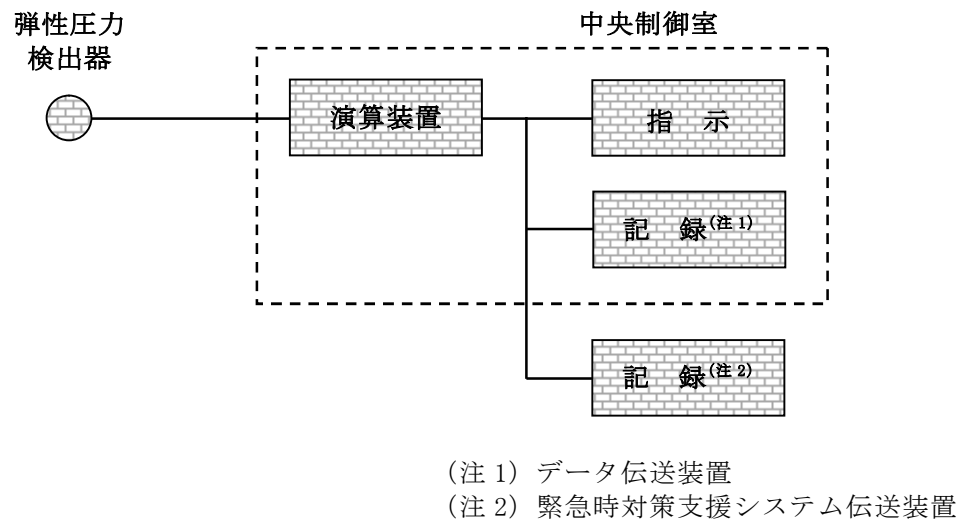 弾性圧力
検出器
中央制御室
演算装置
指 示
記 録(注 1)
記 録(注 2)
(注 1) データ伝送装置
(注 2) 緊急時対策支援システム伝送装置